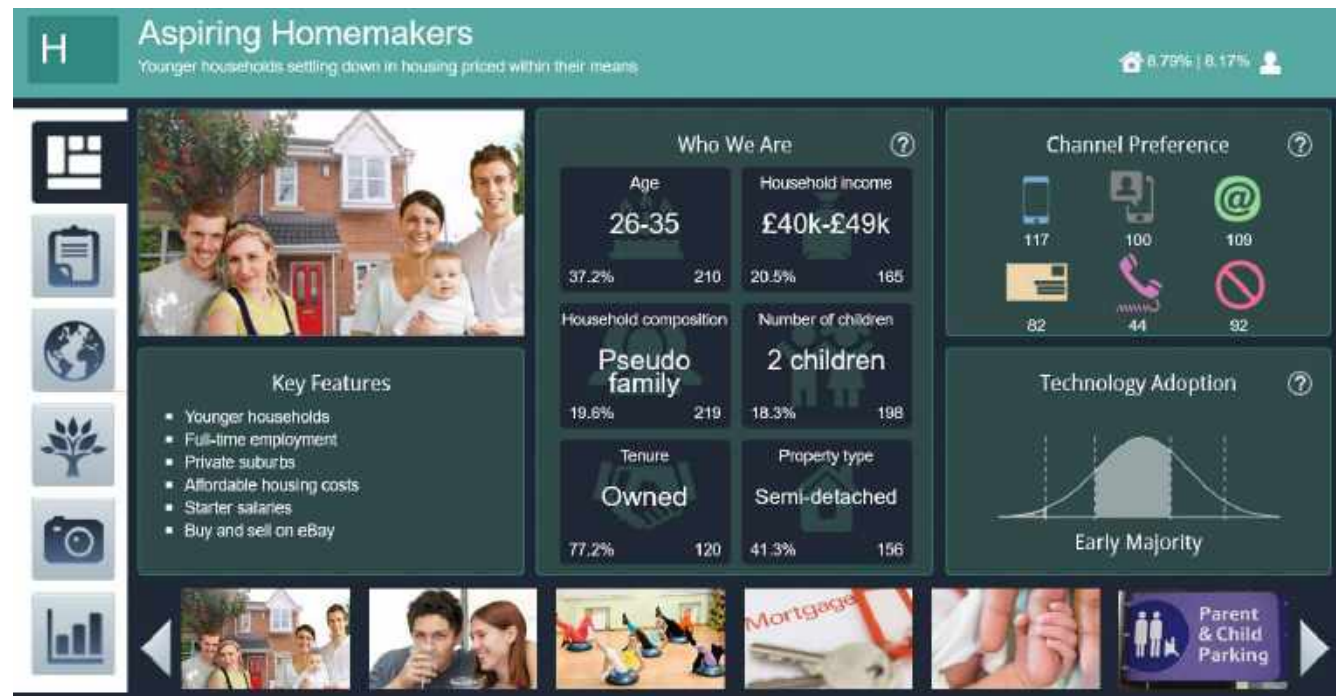 H
Aspiring Homemakers
Younger households settling down in housing priced within their means
8.79% | 8.17%
Who We Are
?
Age
26-35
37.2% 210
Household income
£40k-£49k
20.5% 165
Household composition
Pseudo
family
19.6% 219
Number of children
2 children
18.3% 198
Tenure
Owned
77.2% 120
Property type
Semi-detached
41.3% 156
Channel Preference
?
@
117 100 109
82 44 92
Key Features
Younger households
Full-time employment
Private suburbs
Affordable housing costs
Starter salaries
Buy and sell on eBay
Technology Adoption
?
Early Majority
Mortgage
Parent
& Child
Parking